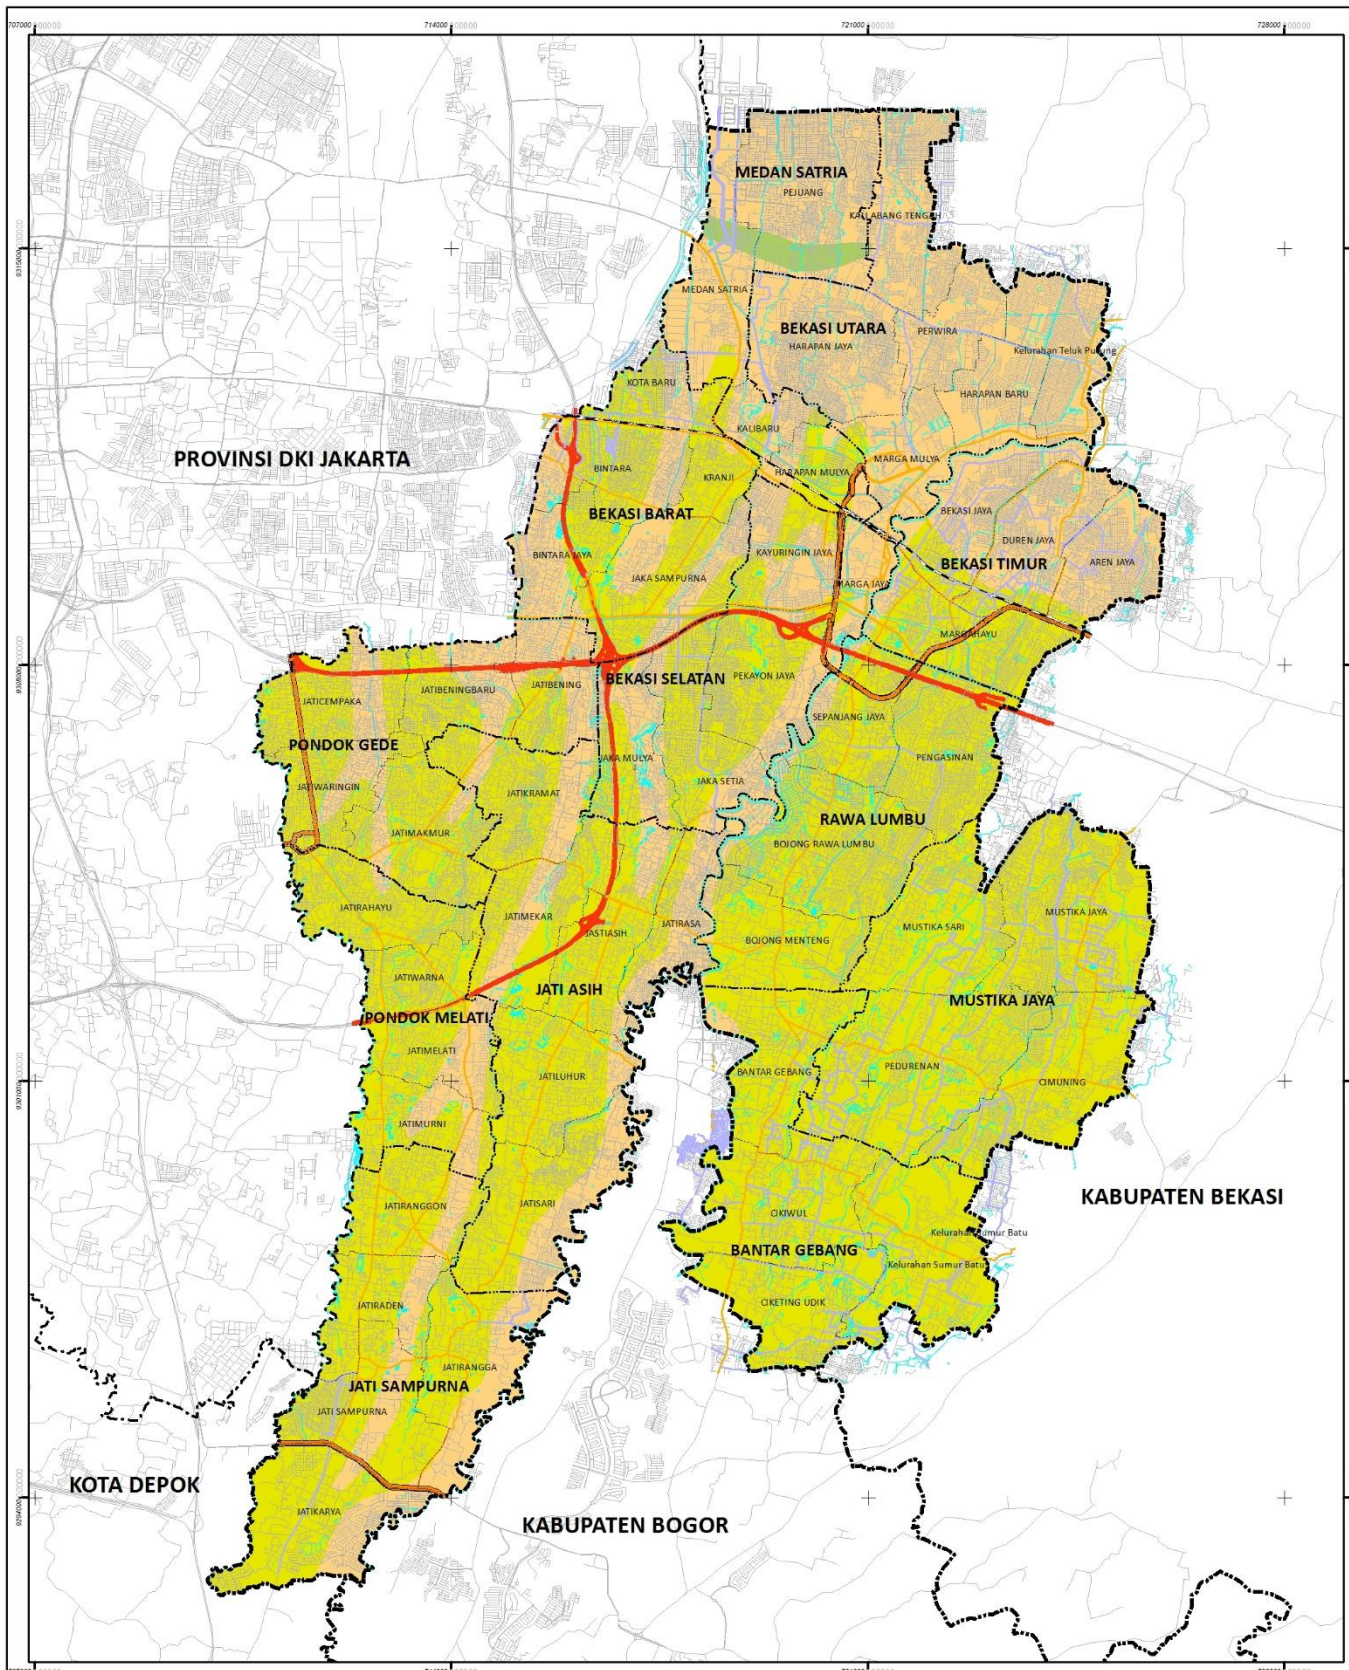 707000
714000
721000
728000
MEDAN SATRIA
PEJUANG
KALIABANG TENGAH
9315000
MEDAN SATRIA
BEKASI UTARA
PERWIRA
HARAPAN JAYA
Kelurahan Teluk Pucung
KOTA BARU
HARAPAN BARU
KALIBARU
PROVINSI DKI JAKARTA
MARGA MULYA
BINTARA
HARAPAN MULYA
KRANJI
BEKASI BARAT
BEKASI JAYA
DUREN JAYA
KAYURINGIN JAYA
BINTARA JAYA
BEKASI TIMUR
AREN JAYA
JAKA SAMPURNA
MARGA JAYA
MARGAHAYU
9308000
BEKASI SELATAN
PEKAYON JAYA
JATIBENING
JATIBENINGBARU
JATICEMPAKA
SEPANJANG JAYA
PONDOK GEDE
JAKA MULYA
PENGASINAN
JAKA SETIA
JATIWARINGIN
JATIKRAMAT
RAWA LUMBU
JATIMAKMUR
BOJONG RAWA LUMBU
JATIRAHAYU
JATIMEKAR
MUSTIKA JAYA
JATIRASA
MUSTIKA SARI
JASTIASIH
BOJONG MENTENG
JATIWARNA
JATI ASIH
MUSTIKA JAYA
PONDOK MELATI
JATIMELATI
PEDURENAN
BANTAR GEBANG
JATILUHUR
CIMUNING
9301000
JATIMURNI
KABUPATEN BEKASI
JATISARI
JATIRANGGON
CIKIWUL
Kelurahan Sumur Batu
BANTAR GEBANG
Kelurahan Sumur Batu
CIKETING UDIK
JATIRADEN
JATIRANGGA
JATI SAMPURNA
JATI SAMPURNA
KOTA DEPOK
9294000
JATIKARYA
KABUPATEN BOGOR